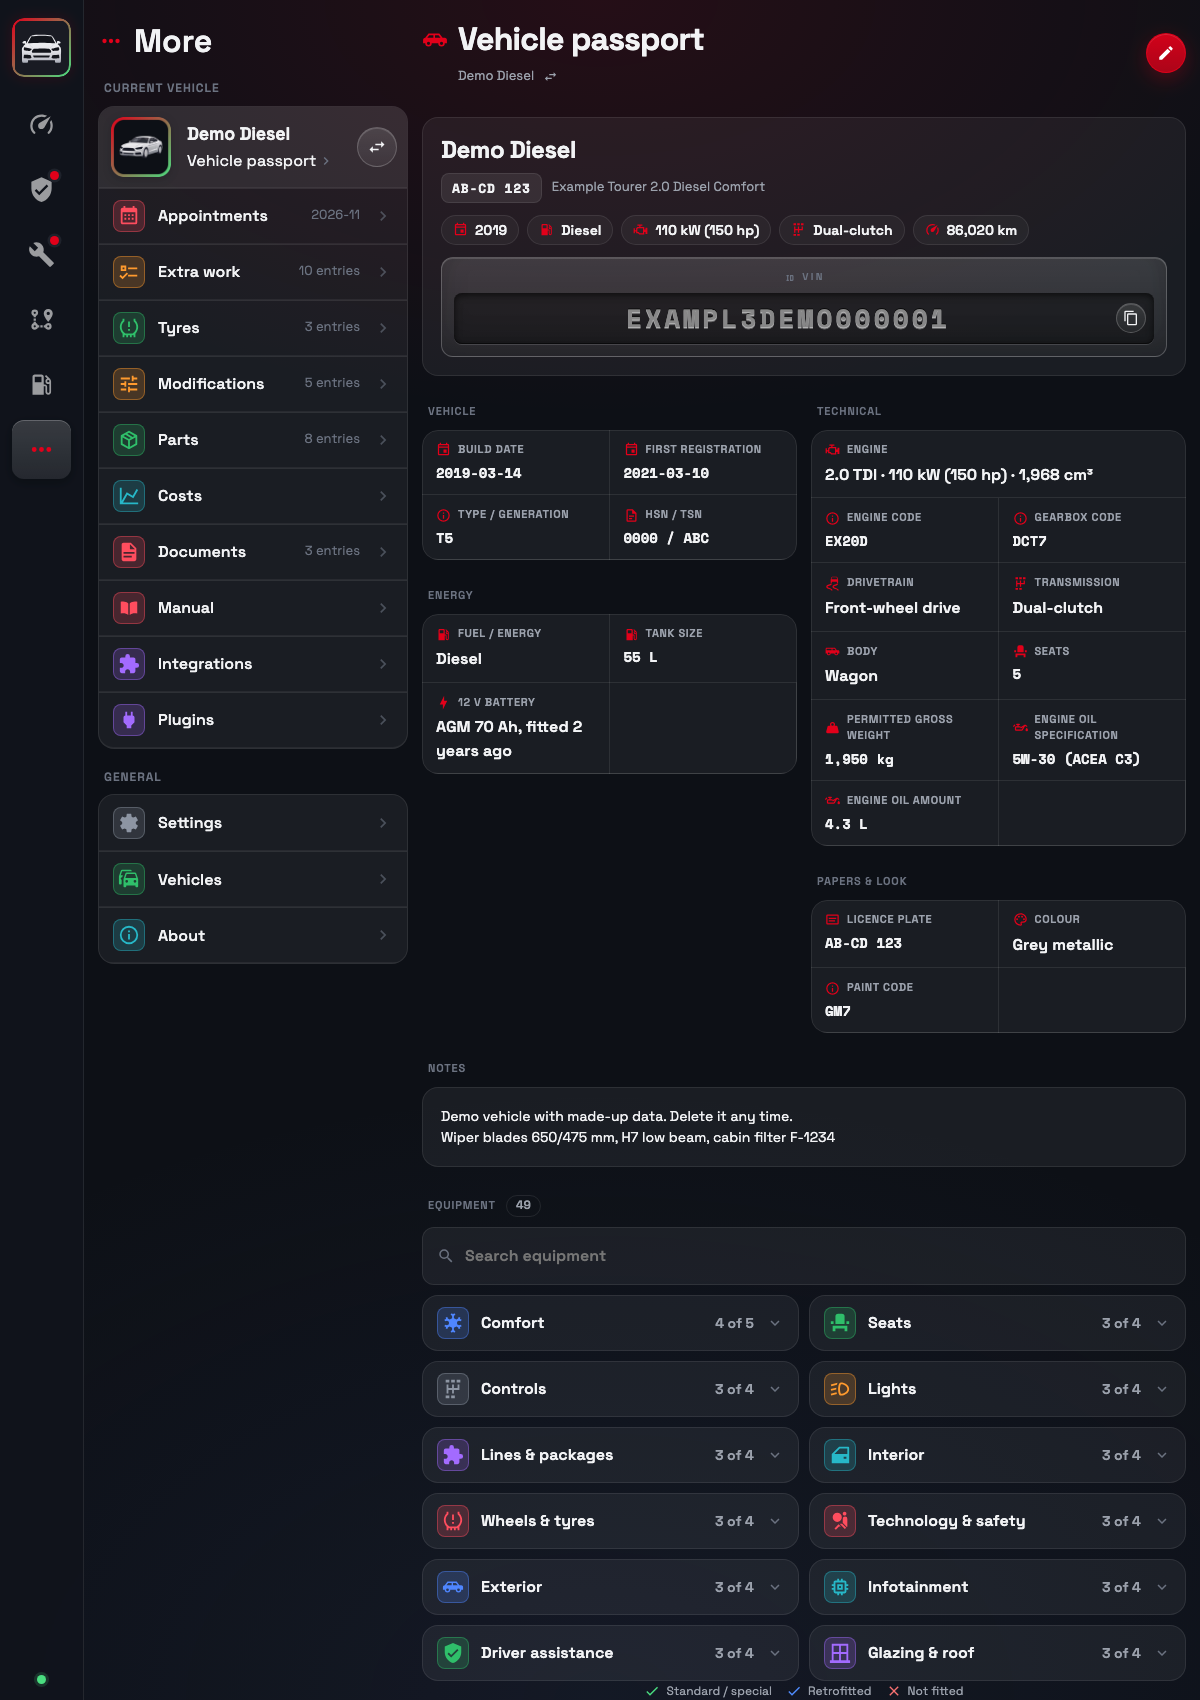 More
CURRENT VEHICLE
Demo Diesel
Vehicle passport
Appointments 2026-11
Extra work 10 entries
Tyres 3 entries
Modifications 5 entries
Parts 8 entries
Costs
Documents 3 entries
Manual
Integrations
Plugins
GENERAL
Settings
Vehicles
About
Vehicle passport
Demo Diesel
Demo Diesel
AB-CD 123 Example Tourer 2.0 Diesel Comfort
2019 Diesel 110 kW (150 hp) Dual-clutch 86,020 km
VIN
EXAMPL3DEMO000001
VEHICLE
BUILD DATE FIRST REGISTRATION
2019-03-14 2021-03-10
TYPE / GENERATION HSN / TSN
T5 0000 / ABC
ENERGY
FUEL / ENERGY TANK SIZE
Diesel 55 L
12 V BATTERY
AGM 70 Ah, fitted 2
years ago
TECHNICAL
ENGINE
2.0 TDI · 110 kW (150 hp) · 1,968 cm³
ENGINE CODE GEARBOX CODE
EX20D DCT7
DRIVETRAIN TRANSMISSION
Front-wheel drive Dual-clutch
BODY SEATS
Wagon 5
PERMITTED GROSS WEIGHT ENGINE OIL SPECIFICATION
1,950 kg 5W-30 (ACEA C3)
ENGINE OIL AMOUNT
4.3 L
PAPERS & LOOK
LICENCE PLATE COLOUR
AB-CD 123 Grey metallic
PAINT CODE
GM7
NOTES
Demo vehicle with made-up data. Delete it any time.
Wiper blades 650/475 mm, H7 low beam, cabin filter F-1234
EQUIPMENT 49
Search equipment
Comfort 4 of 5
Seats 3 of 4
Controls 3 of 4
Lights 3 of 4
Lines & packages 3 of 4
Interior 3 of 4
Wheels & tyres 3 of 4
Technology & safety 3 of 4
Exterior 3 of 4
Infotainment 3 of 4
Driver assistance 3 of 4
Glazing & roof 3 of 4
Standard / special Retrofitted Not fitted